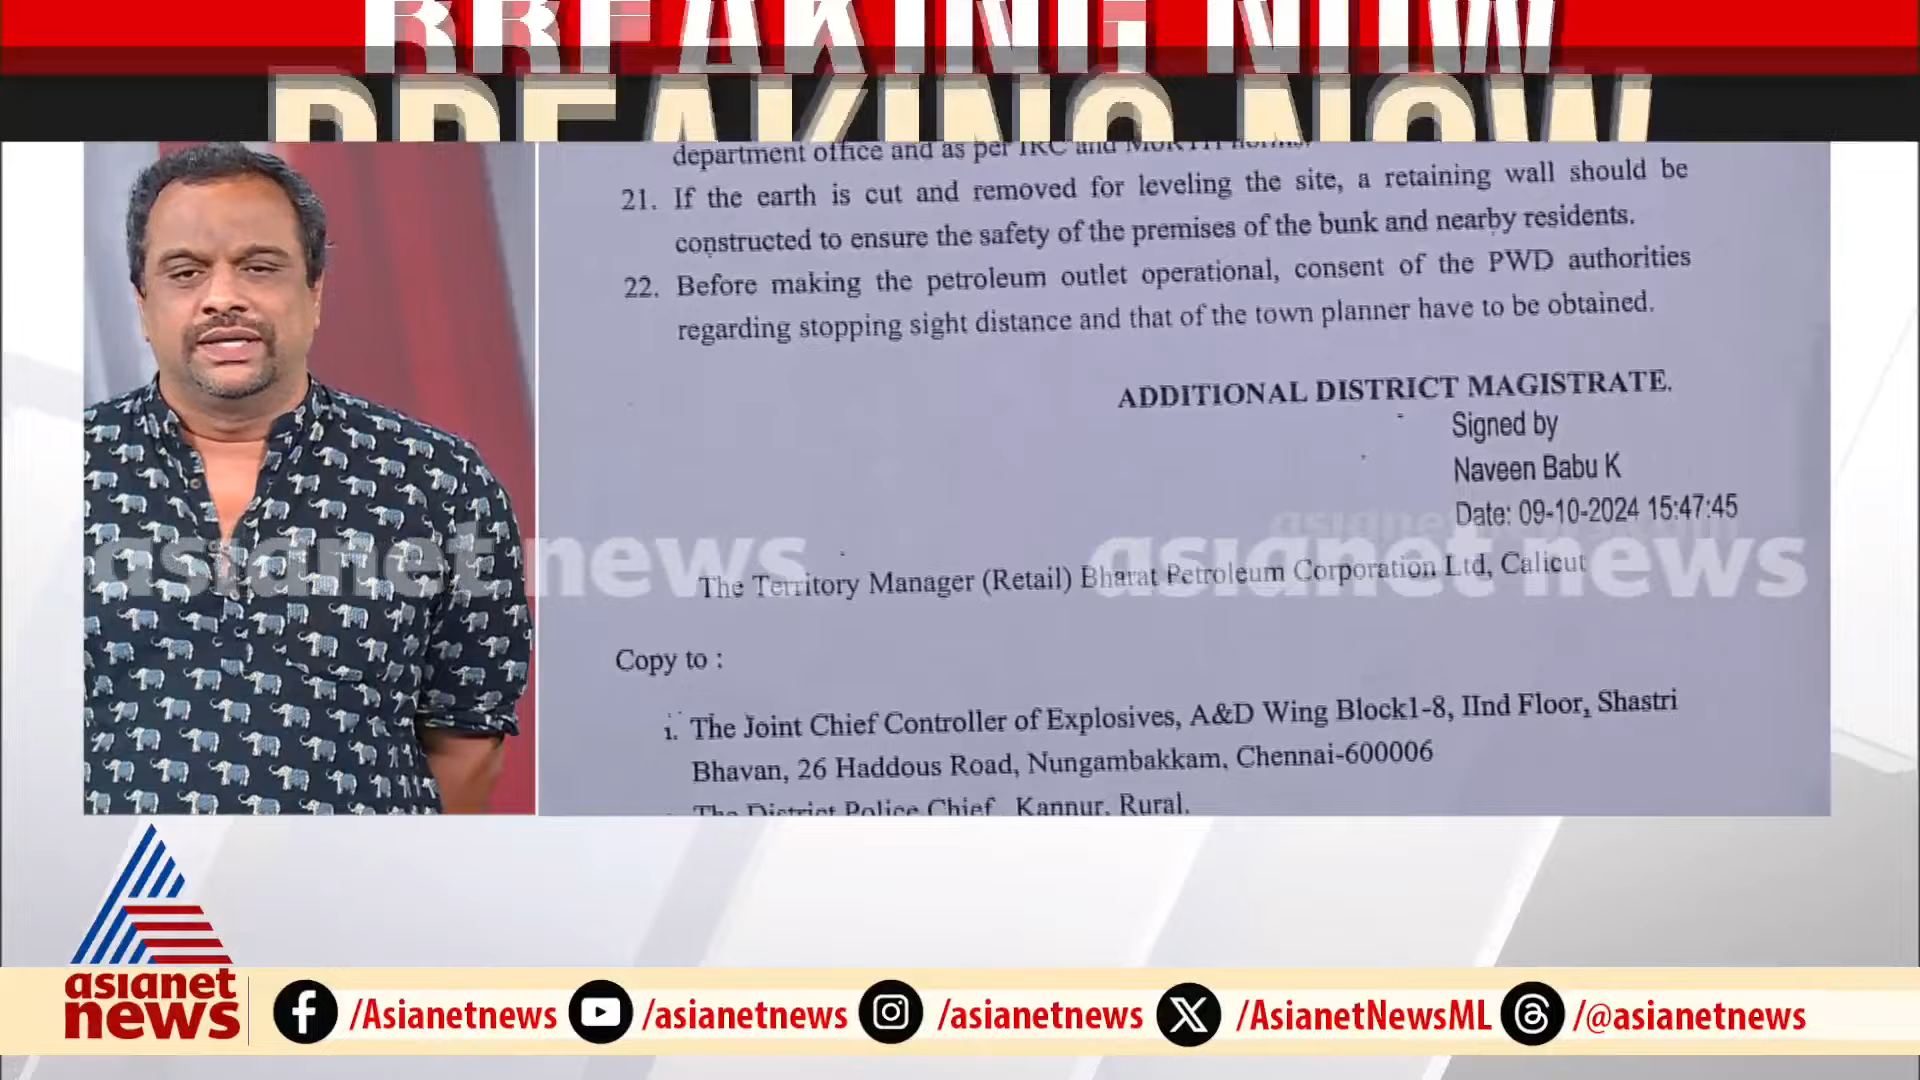 BREAKING NOW
BREAKING NOW
department office and as per IRC and MORTH norms.
21. If the earth is cut and removed for leveling the site, a retaining wall should be
constructed to ensure the safety of the premises of the bunk and nearby residents.
22. Before making the petroleum outlet operational, consent of the PWD authorities
regarding stopping sight distance and that of the town planner have to be obtained.
ADDITIONAL DISTRICT MAGISTRATE.
Signed by
Naveen Babu K
Date: 09-10-2024 15:47:45
asianet news
asianet news
The Territory Manager (Retail) Bharat Petroleum Corporation Ltd, Calicut
Copy to :
i. The Joint Chief Controller of Explosives, A&D Wing Block1-8, IInd Floor, Shastri
Bhavan, 26 Haddous Road, Nungambakkam, Chennai-600006
The District Police Chief, Kannur, Rural.
asianet
news
/Asianetnews /asianetnews /asianetnews /AsianetNewsML /@asianetnews